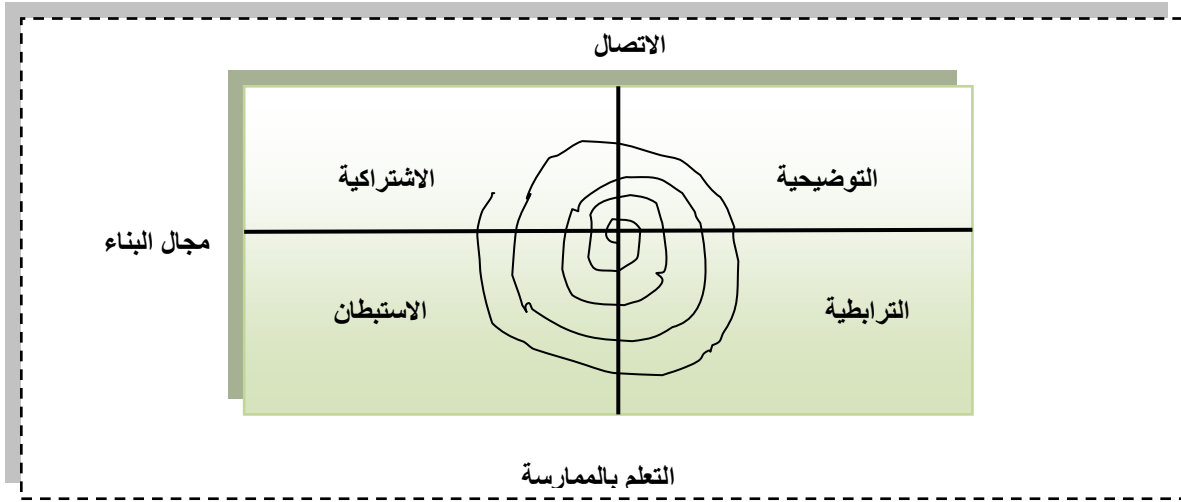 الاتصال
التوضيحية
الاشتراكية
مجال البناء
الترابطية
الاستبطان
التعلم بالممارسة